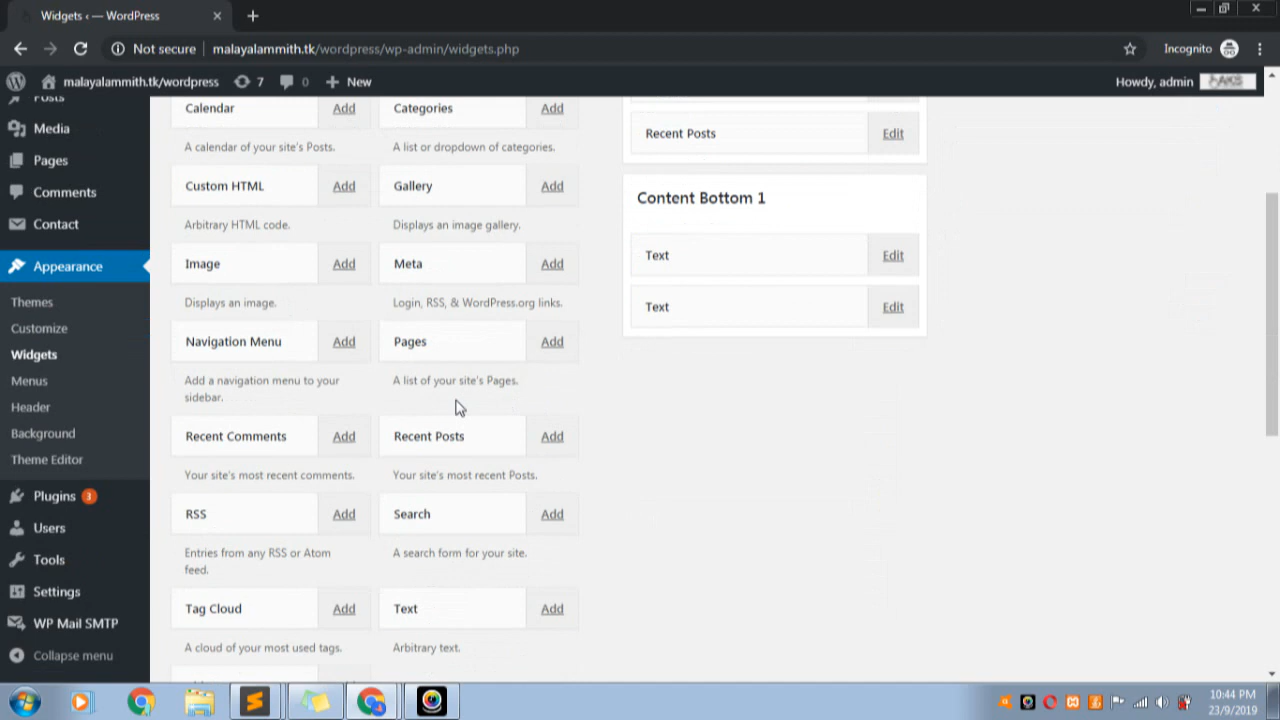 Widgets ‹ — WordPress
Not secure
malayalammith.tk/wordpress/wp-admin/widgets.php
Incognito
malayalammith.tk/wordpress
7
0
New
Howdy, admin
Posts
Media
Pages
Comments
Contact
Appearance
Themes
Customize
Widgets
Menus
Header
Background
Theme Editor
Plugins 3
Users
Tools
Settings
WP Mail SMTP
Collapse menu
Calendar Add
A calendar of your site's Posts.
Categories Add
A list or dropdown of categories.
Custom HTML Add
Arbitrary HTML code.
Gallery Add
Displays an image gallery.
Image Add
Displays an image.
Meta Add
Login, RSS, & WordPress.org links.
Navigation Menu Add
Add a navigation menu to your
sidebar.
Pages Add
A list of your site's Pages.
Recent Comments Add
Your site's most recent comments.
Recent Posts Add
Your site's most recent Posts.
RSS Add
Entries from any RSS or Atom
feed.
Search Add
A search form for your site.
Tag Cloud Add
A cloud of your most used tags.
Text Add
Arbitrary text.
Recent Posts Edit
Content Bottom 1
Text Edit
Text Edit
10:44 PM
23/9/2019